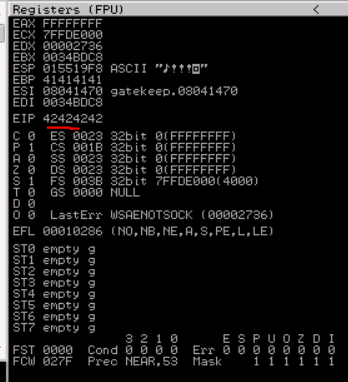 Registers (FPU) <
EAX FFFFFFFF
ECX 7FFDE000
EDX 00002736
EBX 0034BDC8
ESP 015519F8 ASCII "♪↑↑↑◙"
EBP 41414141
ESI 08041470 gatekeep.08041470
EDI 0034BDC8
EIP 42424242
C 0 ES 0023 32bit 0(FFFFFFFF)
P 1 CS 001B 32bit 0(FFFFFFFF)
A 0 SS 0023 32bit 0(FFFFFFFF)
Z 0 DS 0023 32bit 0(FFFFFFFF)
S 1 FS 003B 32bit 7FFDE000(4000)
T 0 GS 0000 NULL
D 0
O 0 LastErr WSAENOTSOCK (00002736)
EFL 00010286 (NO,NB,NE,A,S,PE,L,LE)
ST0 empty g
ST1 empty g
ST2 empty g
ST3 empty g
ST4 empty g
ST5 empty g
ST6 empty g
ST7 empty g
3 2 1 0 E S P U O Z D I
FST 0000 Cond 0 0 0 0 Err 0 0 0 0 0 0 0 0
FCW 027F Prec NEAR,53 Mask 1 1 1 1 1 1